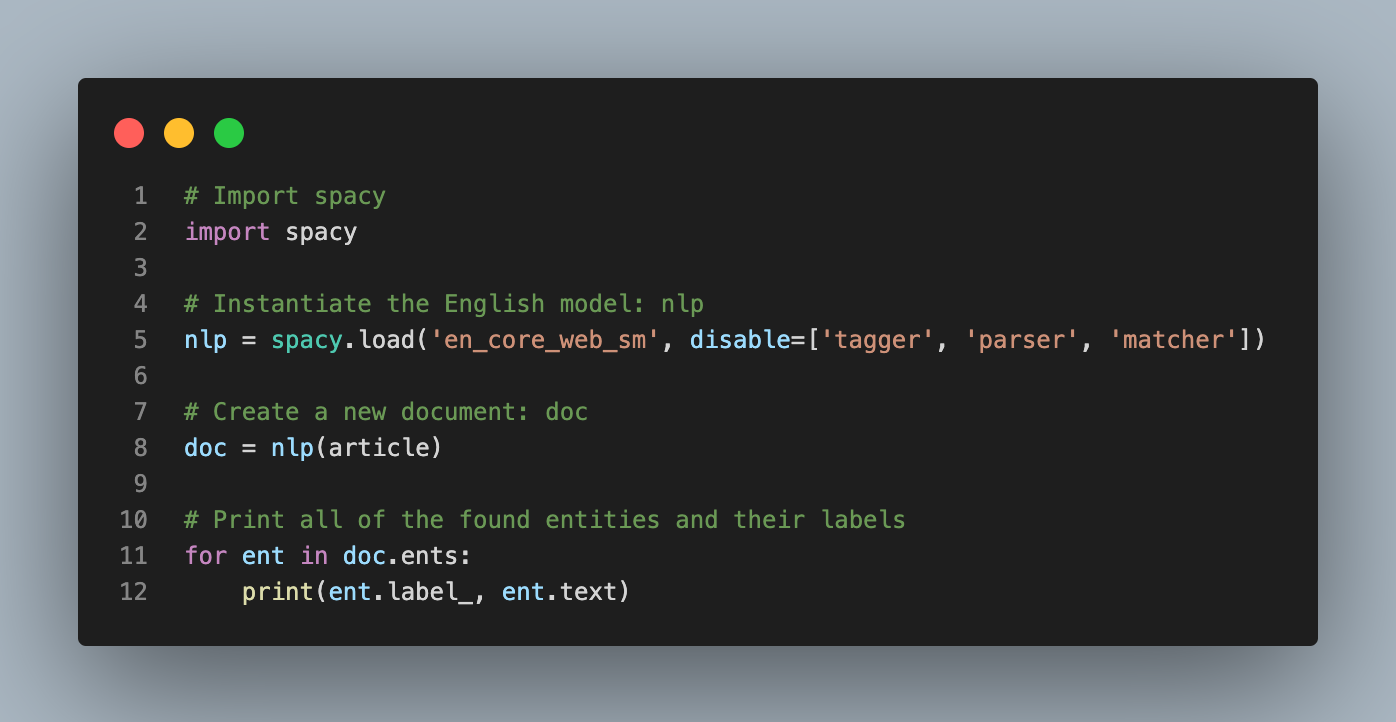 1 # Import spacy
2 import spacy
3
4 # Instantiate the English model: nlp
5 nlp = spacy.load('en_core_web_sm', disable=['tagger', 'parser', 'matcher'])
6
7 # Create a new document: doc
8 doc = nlp(article)
9
10 # Print all of the found entities and their labels
11 for ent in doc.ents:
12     print(ent.label_, ent.text)